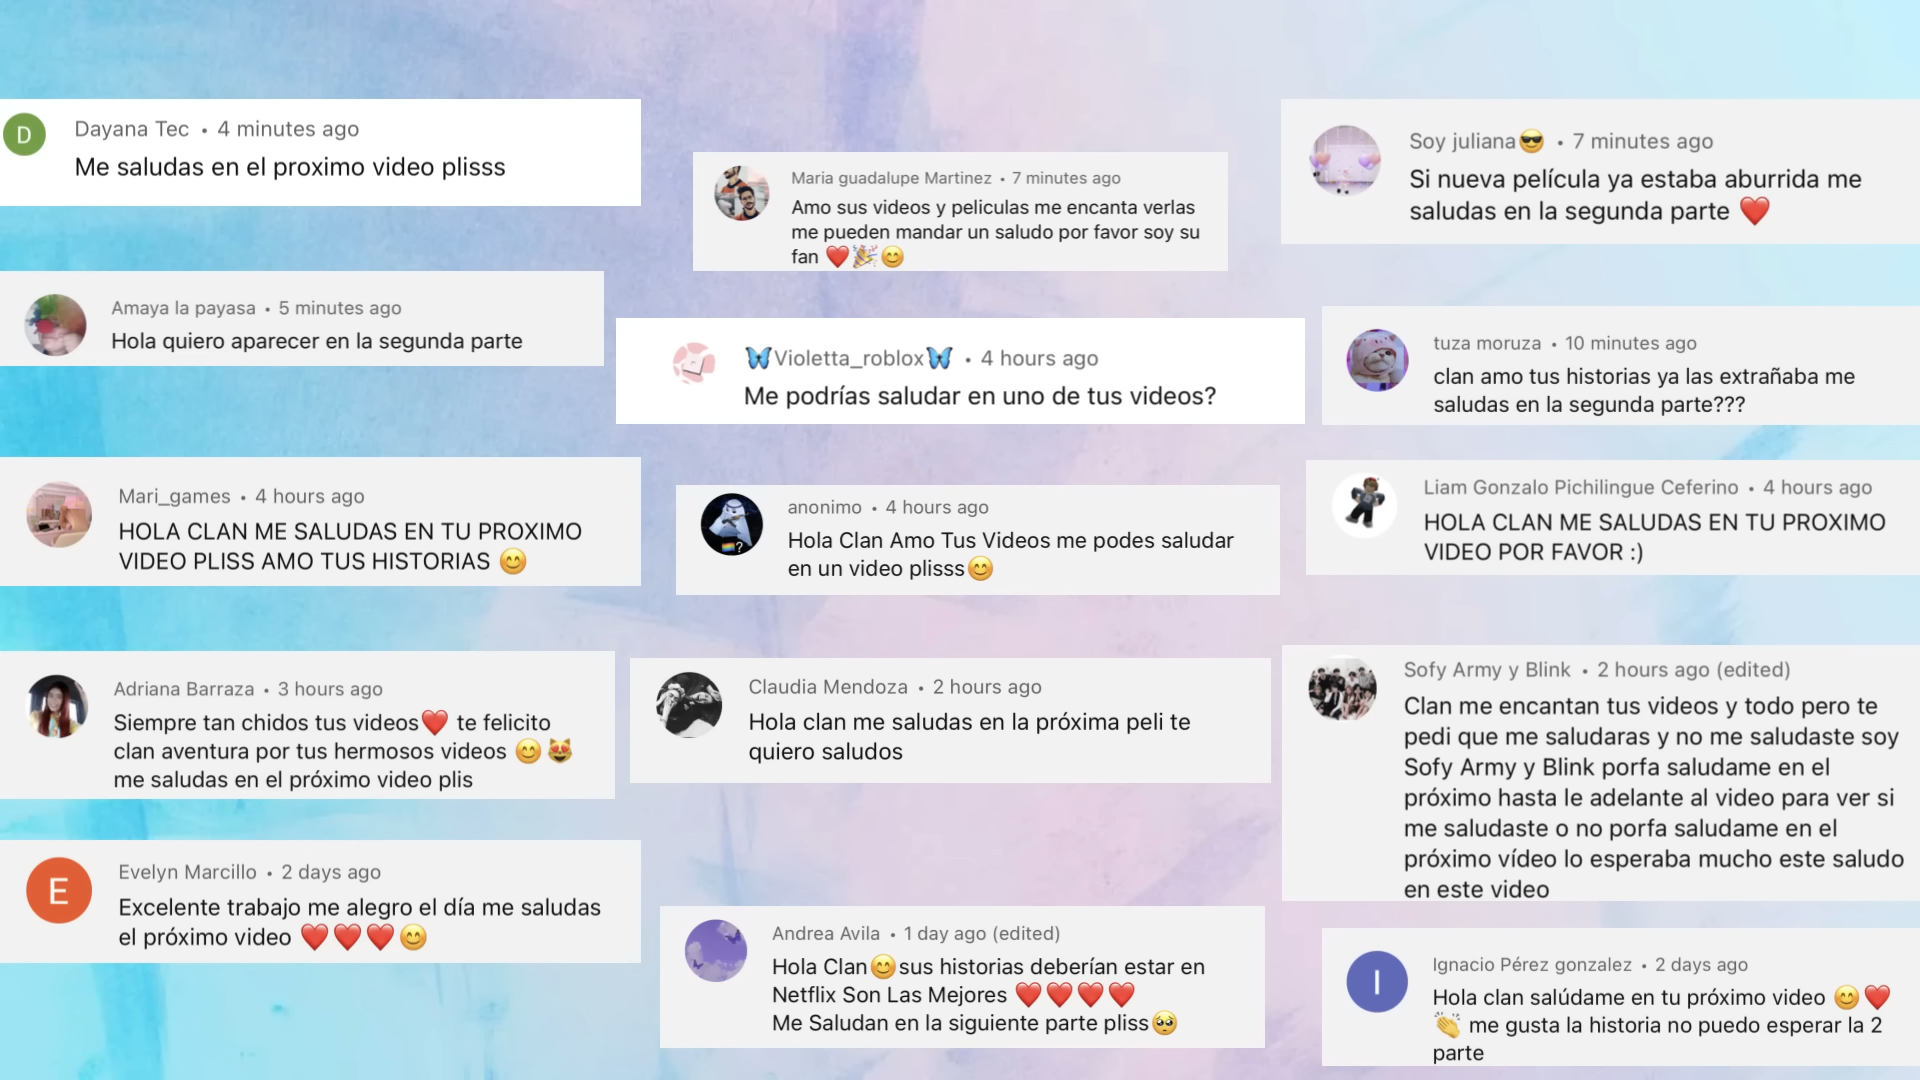 D
Dayana Tec • 4 minutes ago
Me saludas en el proximo video plisss
Amaya la payasa • 5 minutes ago
Hola quiero aparecer en la segunda parte
Mari_games • 4 hours ago
HOLA CLAN ME SALUDAS EN TU PROXIMO
VIDEO PLISS AMO TUS HISTORIAS 😊
Adriana Barraza • 3 hours ago
Siempre tan chidos tus videos❤️ te felicito
clan aventura por tus hermosos videos 😊😻
me saludas en el próximo video plis
E
Evelyn Marcillo • 2 days ago
Excelente trabajo me alegro el día me saludas
el próximo video ❤️❤️❤️😊
Maria guadalupe Martinez • 7 minutes ago
Amo sus videos y peliculas me encanta verlas
me pueden mandar un saludo por favor soy su
fan ❤️🎉😊
🦋Violetta_roblox🦋 • 4 hours ago
Me podrías saludar en uno de tus videos?
?
anonimo • 4 hours ago
Hola Clan Amo Tus Videos me podes saludar
en un video plisss😊
Claudia Mendoza • 2 hours ago
Hola clan me saludas en la próxima peli te
quiero saludos
Andrea Avila • 1 day ago (edited)
Hola Clan😊sus historias deberían estar en
Netflix Son Las Mejores ❤️❤️❤️❤️
Me Saludan en la siguiente parte pliss🥺
Soy juliana😎 • 7 minutes ago
Si nueva película ya estaba aburrida me
saludas en la segunda parte ❤️
tuza moruza • 10 minutes ago
clan amo tus historias ya las extrañaba me
saludas en la segunda parte???
Liam Gonzalo Pichilingue Ceferino • 4 hours ago
HOLA CLAN ME SALUDAS EN TU PROXIMO
VIDEO POR FAVOR :)
Sofy Army y Blink • 2 hours ago (edited)
Clan me encantan tus videos y todo pero te
pedi que me saludaras y no me saludaste soy
Sofy Army y Blink porfa saludame en el
próximo hasta le adelante al video para ver si
me saludaste o no porfa saludame en el
próximo vídeo lo esperaba mucho este saludo
en este video
I
Ignacio Pérez gonzalez • 2 days ago
Hola clan salúdame en tu próximo video 😊❤️
👏 me gusta la historia no puedo esperar la 2
parte